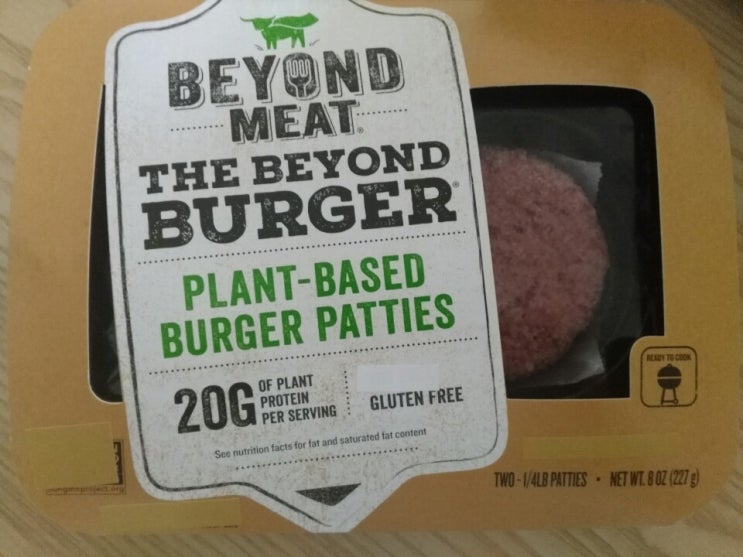 BEYOND
MEAT®
THE BEYOND
BURGER®
PLANT-BASED
BURGER PATTIES
20G OF PLANT
PROTEIN
PER SERVING
GLUTEN FREE
See nutrition facts for fat and saturated fat content
READY TO COOK
TWO - 1/4LB PATTIES • NET WT. 8 OZ (227 g)